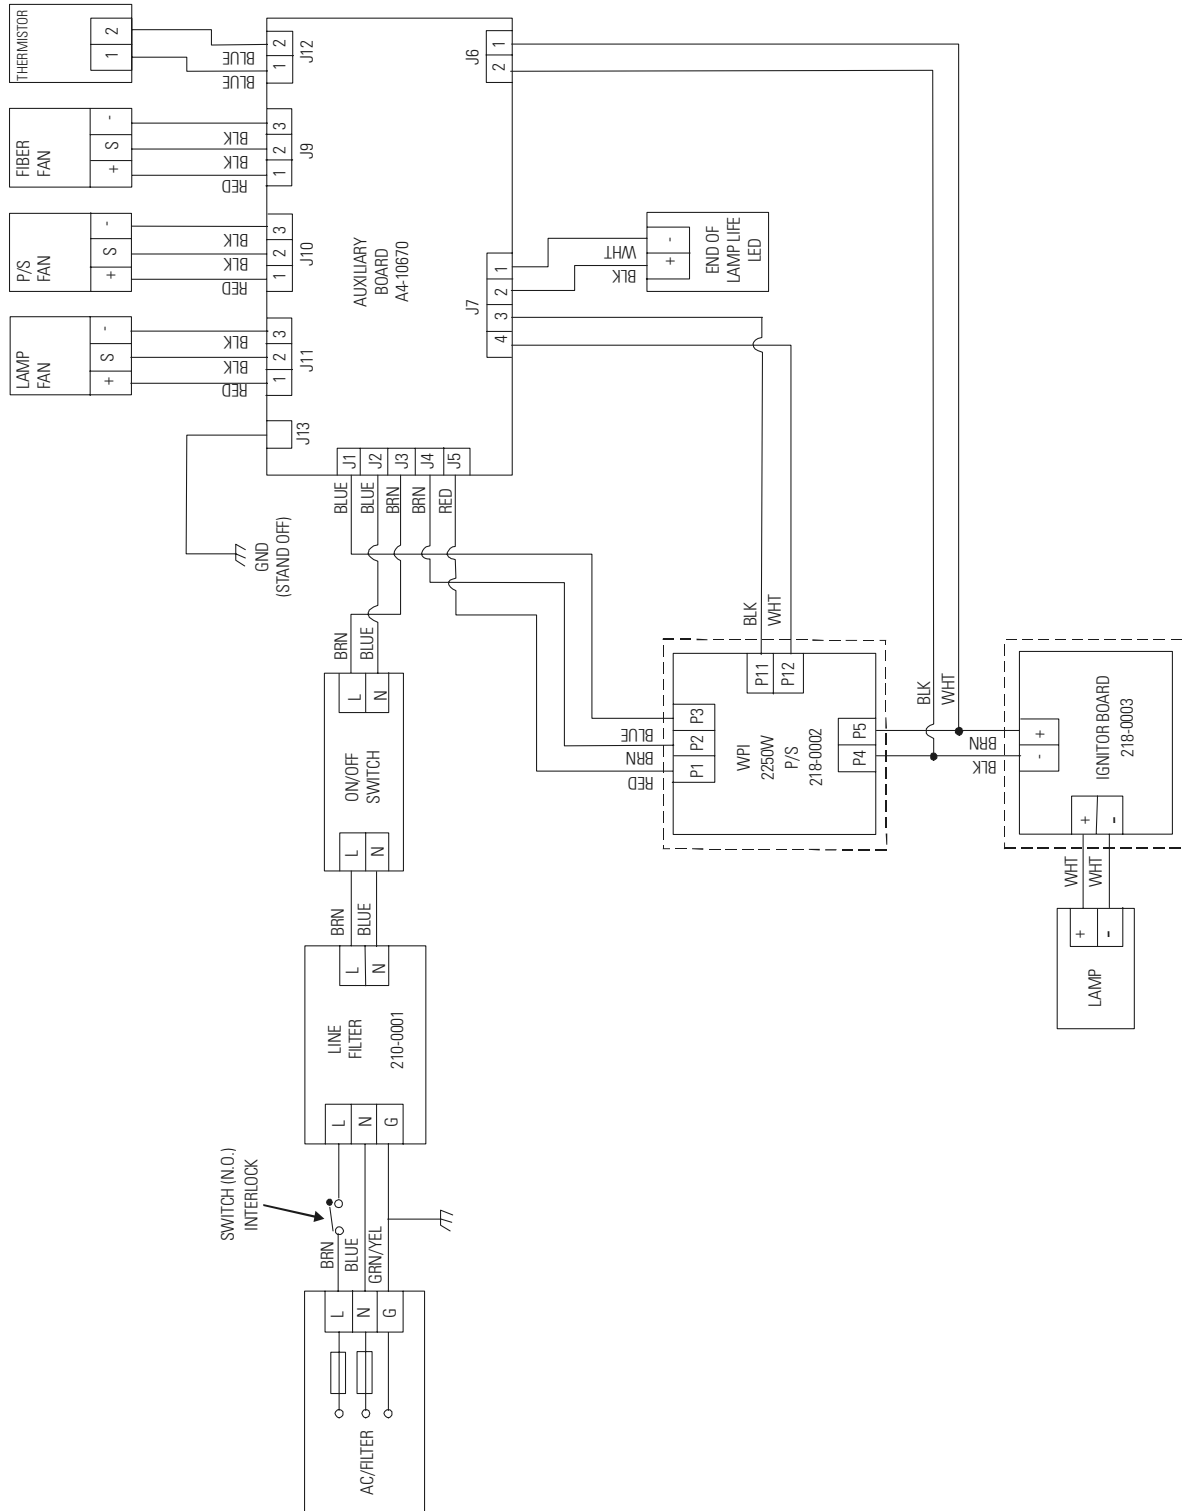 THERMISTOR
1 2
BLUE
BLUE
1 2
J12
FIBER
FAN
+ S -
BLK
BLK
RED
1 2 3
J9
P/S
FAN
+ S -
BLK
BLK
RED
1 2 3
J10
LAMP
FAN
+ S -
BLK
BLK
RED
1 2 3
J11
J13
GND
(STAND OFF)
AUXILIARY
BOARD
A4-10670
J6
2 1
J7
4 3 2 1
WHT
BLK
+ -
END OF
LAMP LIFE
LED
J1
J2
J3
J4
J5
BLUE
BLUE
BRN
BRN
RED
BRN
BLUE
L
N
ON/OFF
SWITCH
L
N
BRN
BLUE
L
N
LINE
FILTER
210-0001
L
N
G
SWITCH (N.O.)
INTERLOCK
BRN
BLUE
GRN/YEL
L
N
G
AC/FILTER
BLK
WHT
P11
P12
BLUE
BRN
RED
P1 P2 P3
WPI
2250W
P/S
218-0002
P4 P5
BLK
WHT
BRN
BLK
- +
IGNITOR BOARD
218-0003
+
-
WHT
WHT
+
-
LAMP